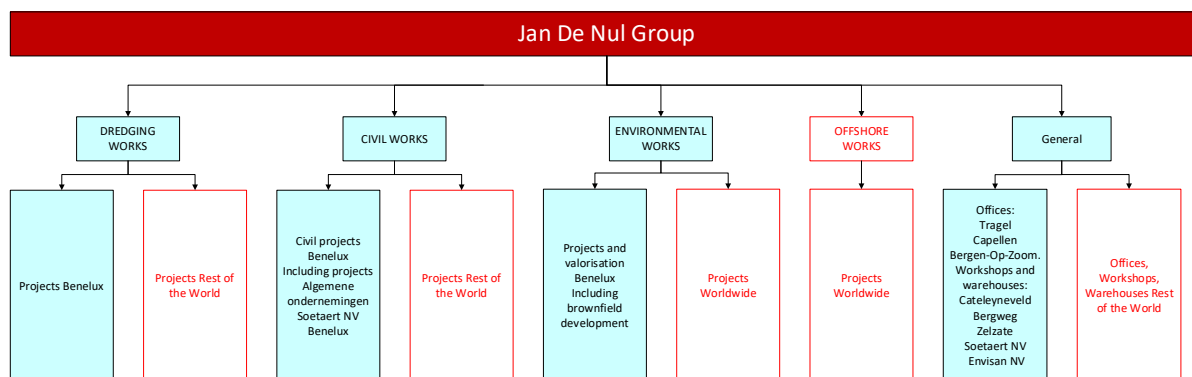 Jan De Nul Group
DREDGING
WORKS
CIVIL WORKS
ENVIRONMENTAL
WORKS
OFFSHORE
WORKS
General
Projects Benelux
Projects Rest of
the World
Civil projects
Benelux
Including projects
Algemene
ondernemingen
Soetaert NV
Benelux
Projects Rest of
the World
Projects and
valorisation
Benelux
Including
brownfield
development
Projects
Worldwide
Projects
Worldwide
Offices:
Tragel
Capellen
Bergen-Op-Zoom.
Workshops and
warehouses:
Cateleyneveld
Bergweg
Zelzate
Soetaert NV
Envisan NV
Offices,
Workshops,
Warehouses Rest
of the World